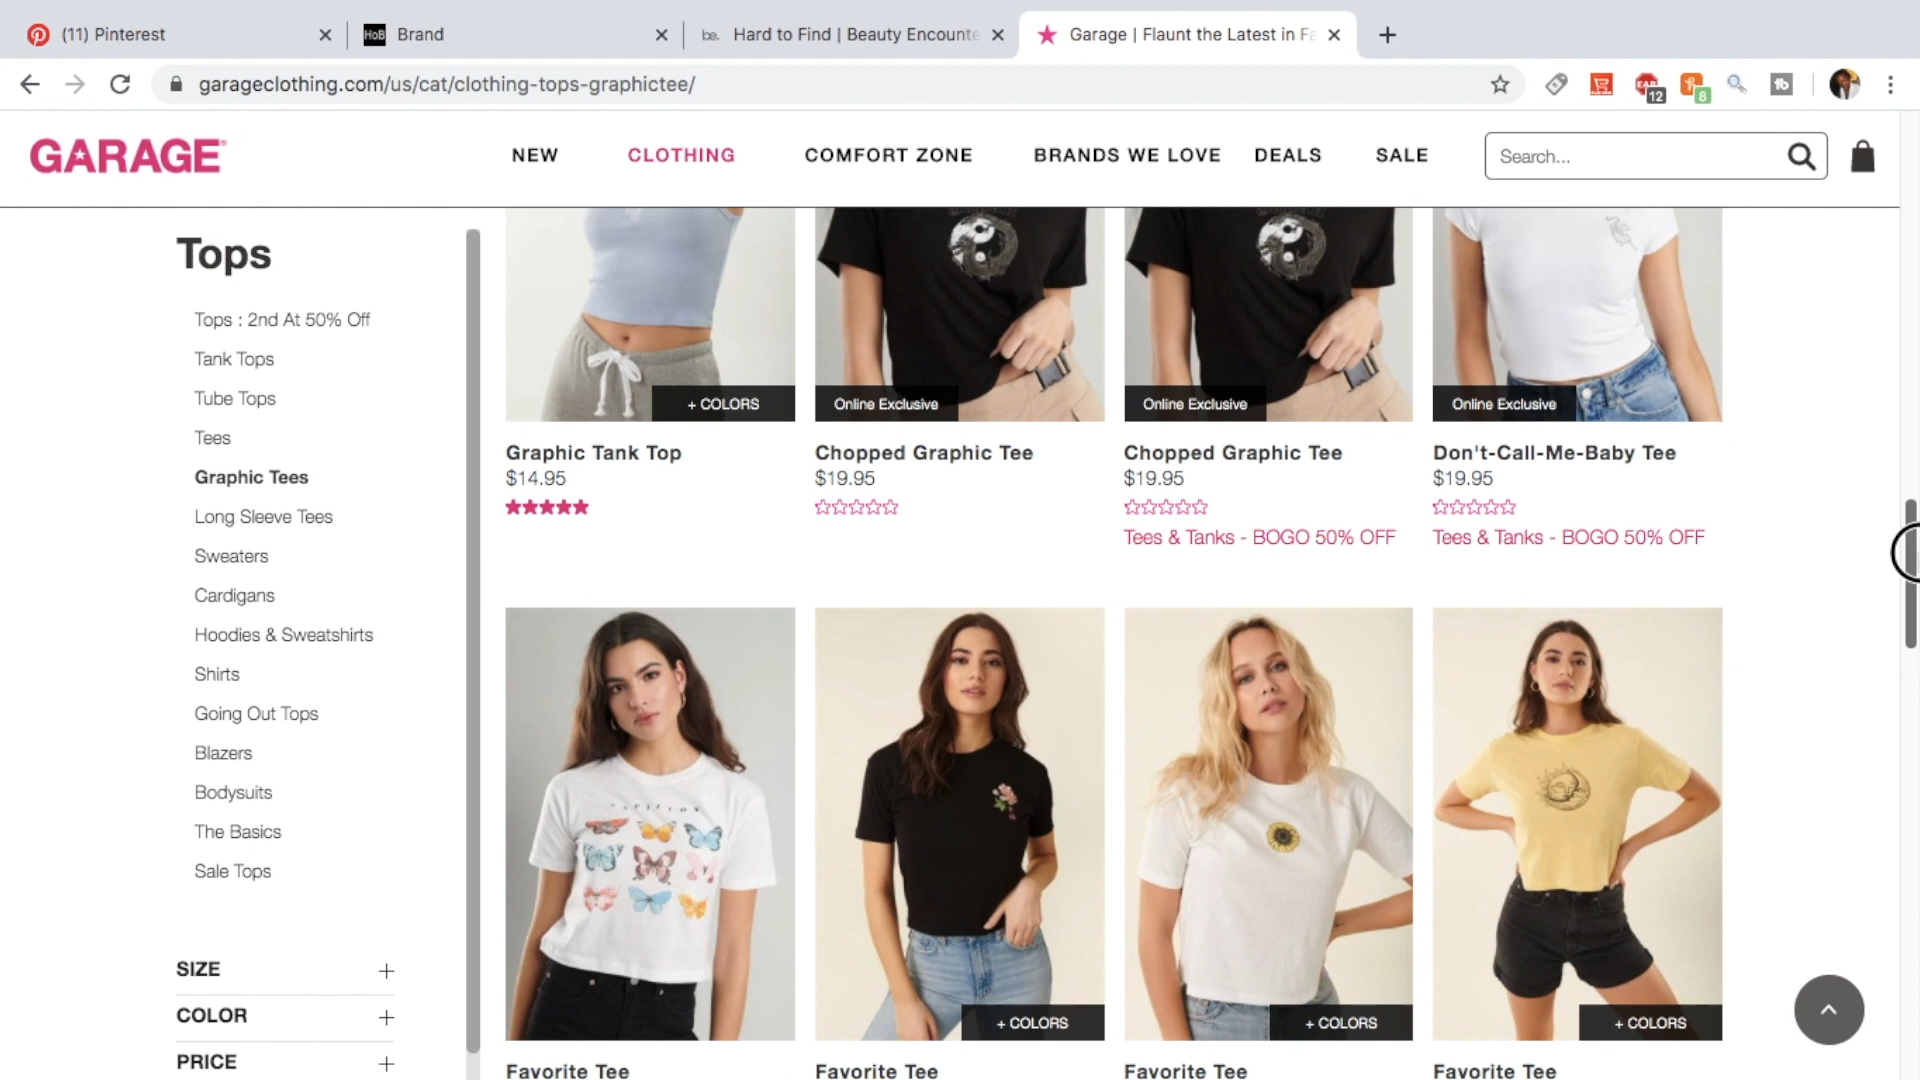 (11) Pinterest
HoB Brand
be. Hard to Find | Beauty Encounte
Garage | Flaunt the Latest in Fa
garageclothing.com/us/cat/clothing-tops-graphictee/
12
8
GARAGE
NEW
CLOTHING
COMFORT ZONE
BRANDS WE LOVE
DEALS
SALE
Search...
Tops
Tops : 2nd At 50% Off
Tank Tops
Tube Tops
Tees
Graphic Tees
Long Sleeve Tees
Sweaters
Cardigans
Hoodies & Sweatshirts
Shirts
Going Out Tops
Blazers
Bodysuits
The Basics
Sale Tops
SIZE +
COLOR +
PRICE +
+ COLORS
Online Exclusive
Online Exclusive
Online Exclusive
Graphic Tank Top
$14.95
Chopped Graphic Tee
$19.95
Chopped Graphic Tee
$19.95
Tees & Tanks - BOGO 50% OFF
Don't-Call-Me-Baby Tee
$19.95
Tees & Tanks - BOGO 50% OFF
+ COLORS
+ COLORS
+ COLORS
Favorite Tee
Favorite Tee
Favorite Tee
Favorite Tee